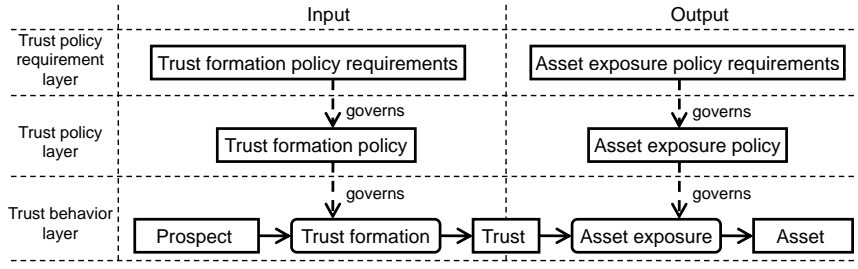 Input
Output
Trust policy
requirement
layer
Trust formation policy requirements
Asset exposure policy requirements
governs
governs
Trust policy
layer
Trust formation policy
Asset exposure policy
governs
governs
Trust behavior
layer
Prospect
Trust formation
Trust
Asset exposure
Asset